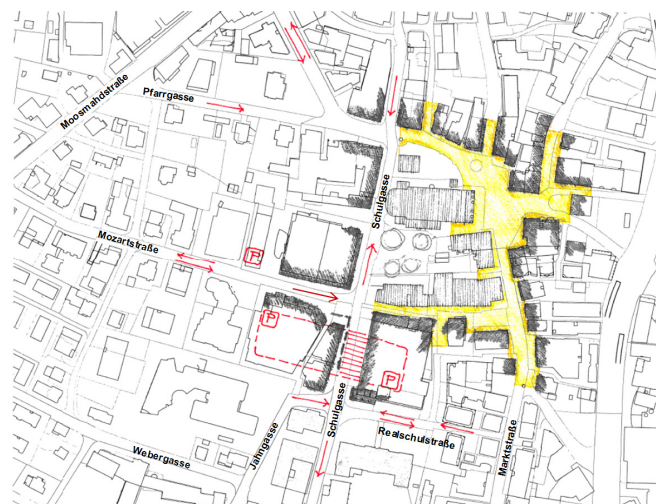 Moosmahdstraße
Pfarrgasse
Schulgasse
Mozartstraße
P
P
P
Realschulstraße
Schulgasse
Jahngasse
Webergasse
Marktstraße